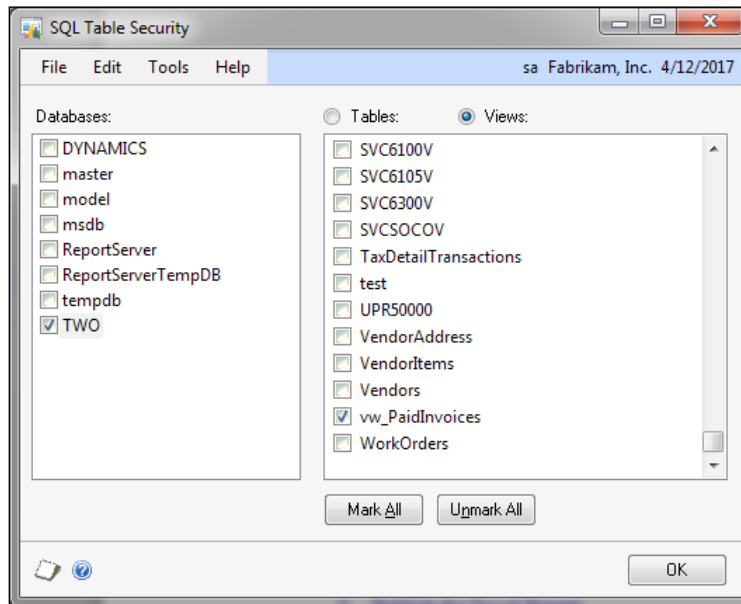 SQL Table Security
File Edit Tools Help sa Fabrikam, Inc. 4/12/2017
Databases:
DYNAMICS
master
model
msdb
ReportServer
ReportServerTempDB
tempdb
TWO
Tables: Views:
SVC6100V
SVC6105V
SVC6300V
SVCSOCOV
TaxDetailTransactions
test
UPR50000
VendorAddress
VendorItems
Vendors
vw_PaidInvoices
WorkOrders
Mark All Unmark All
OK